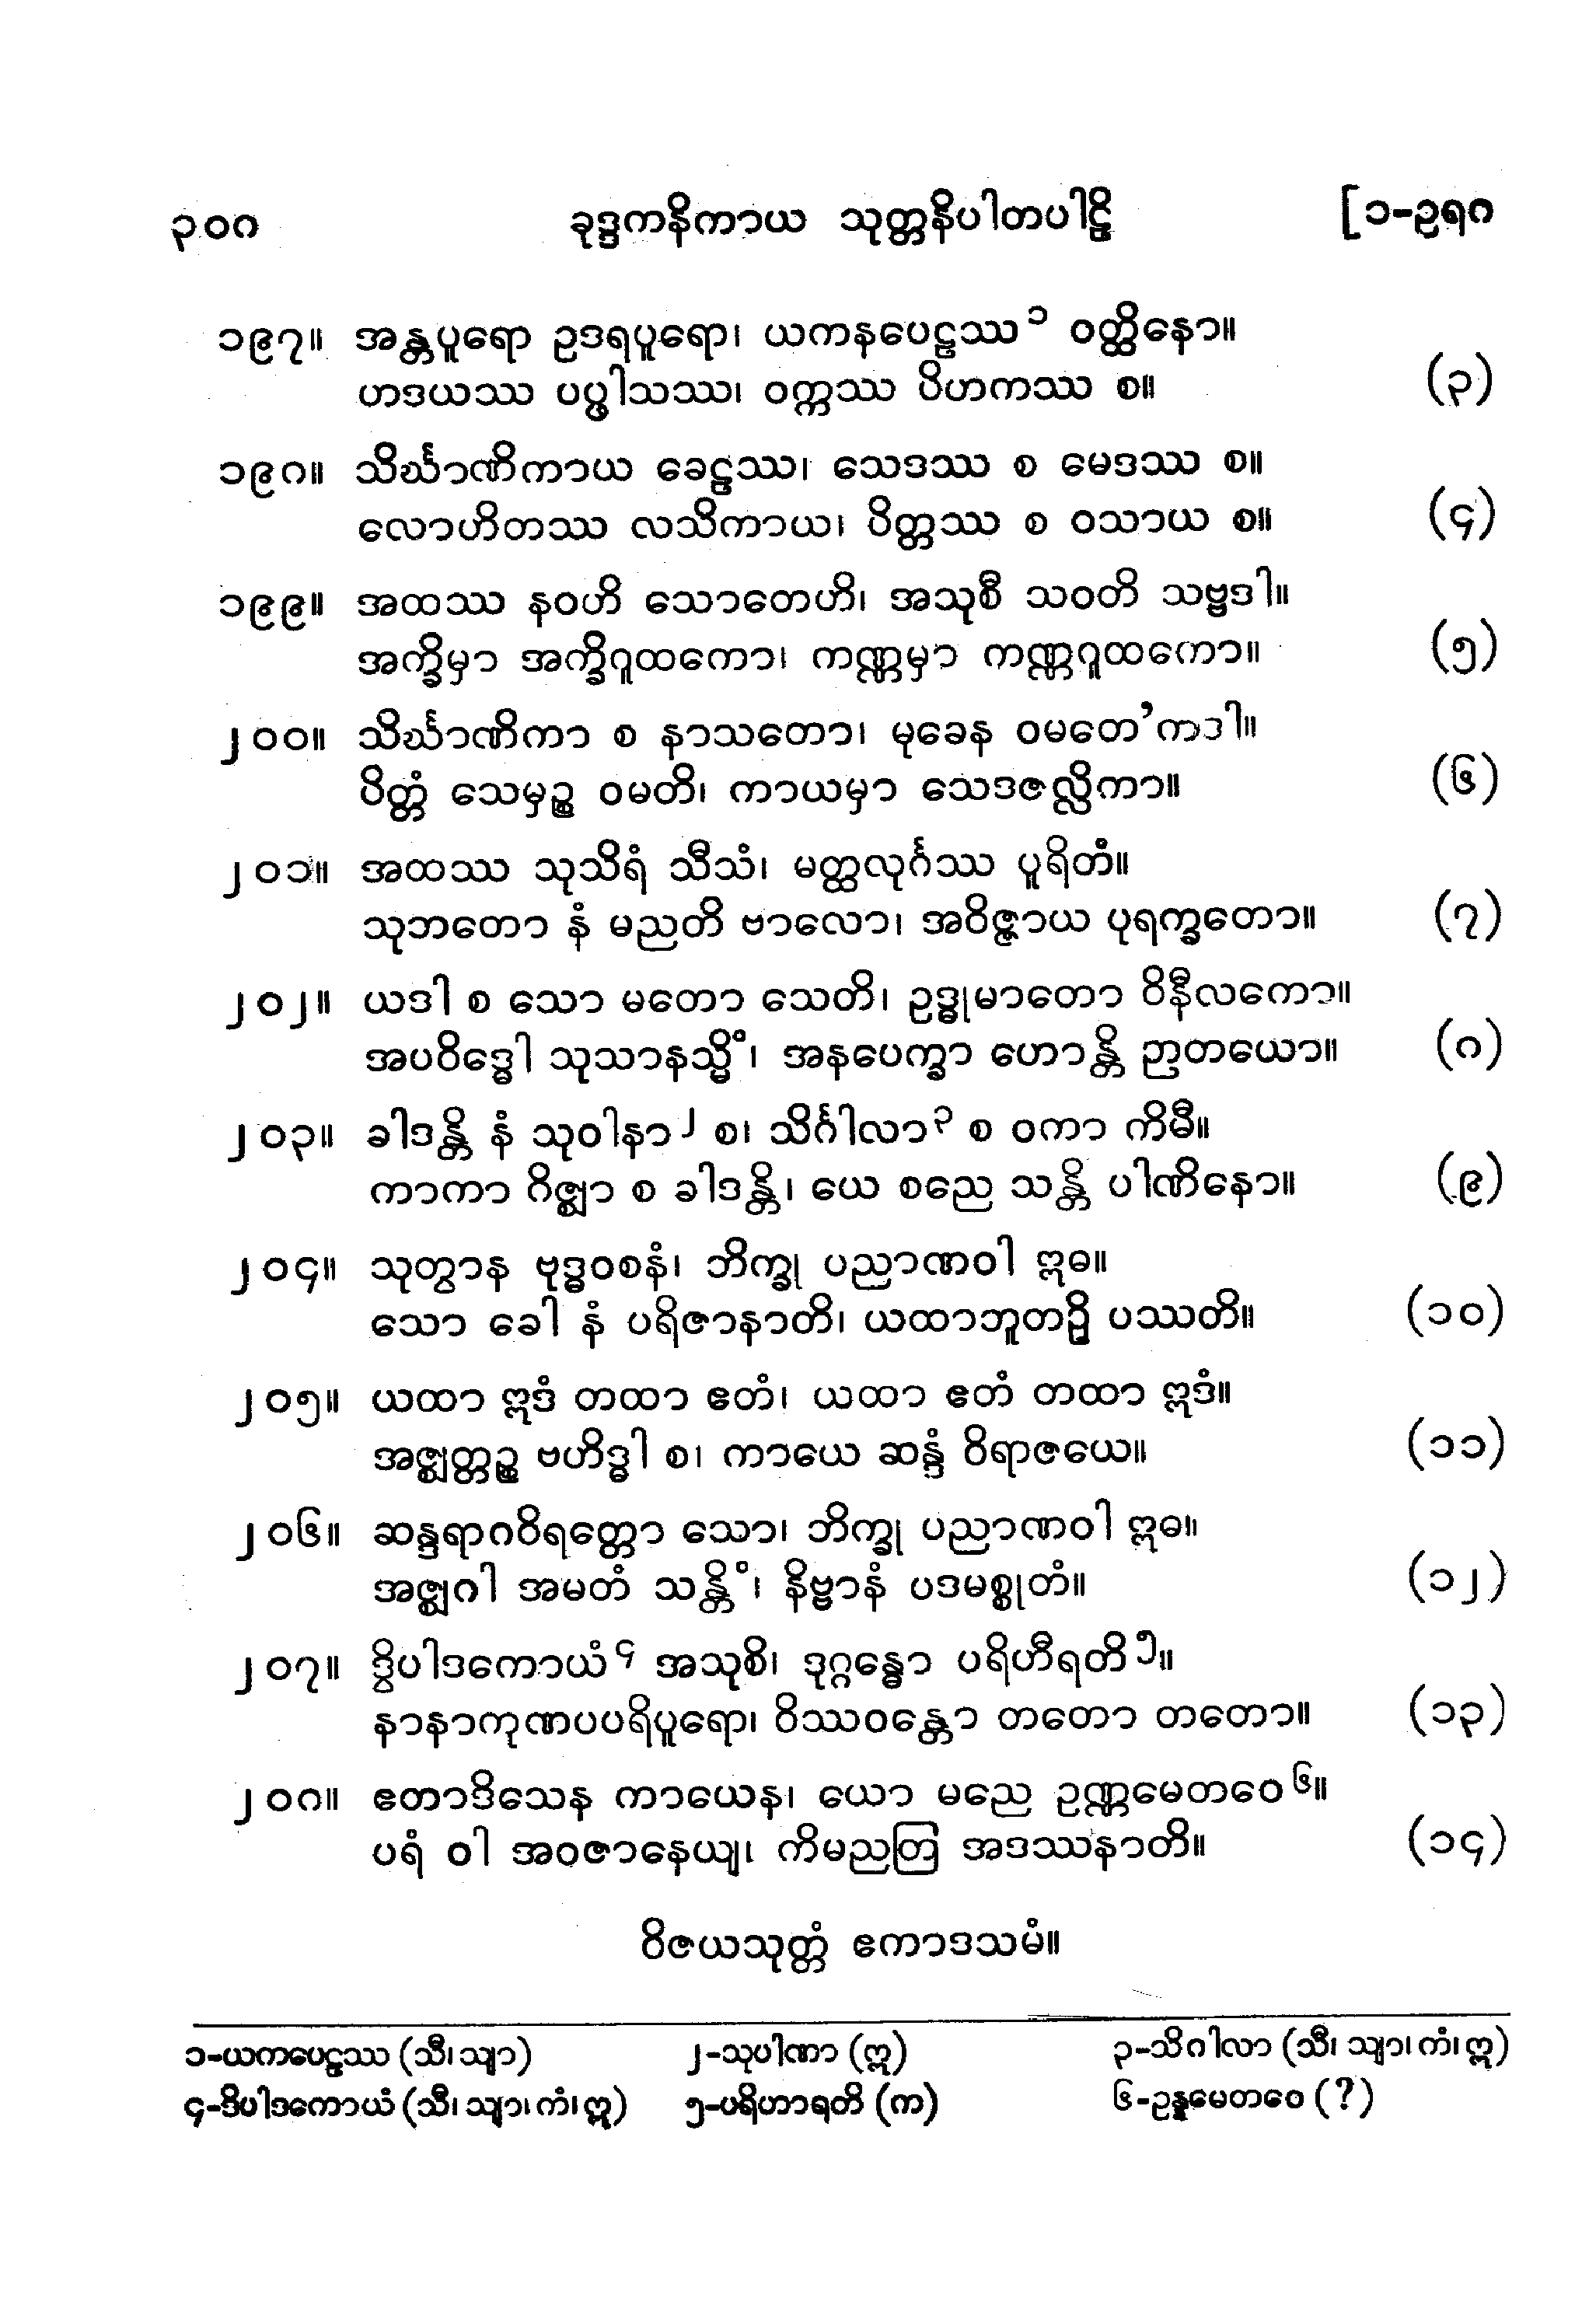 ၃၀၈ ခုဒ္ဒကနိကာယ သုတ္တနိပါတပါဠိ [၁-ဥရဂ
၁၉၇။ အန္တပူရော ဥဒရပူရော၊ ယကနပေဠဿ၁ ဝတ္ထိနော။
ဟဒယဿ ပပ္ဖါသဿ၊ ဝက္ကဿ ပိဟကဿ စ။ (၃)
၁၉၈။ သိင်္ဃာဏိကာယ ခေဠဿ၊ သေဒဿ စ မေဒဿ စ။
လောဟိတဿ လသိကာယ၊ ပိတ္တဿ စ ဝသာယ စ။ (၄)
၁၉၉။ အထဿ နဝဟိ သောတေဟိ၊ အသုစီ သဝတိ သဗ္ဗဒါ။
အက္ခိမှာ အက္ခိဂူထကော၊ ကဏ္ဏမှာ ကဏ္ဏဂူထကော။ (၅)
၂၀၀။ သိင်္ဃာဏိကာ စ နာသတော၊ မုခေန ဝမတေ’ကဒါ။
ပိတ္တံ သေမှဉ္စ ဝမတိ၊ ကာယမှာ သေဒဇလ္လိကာ။ (၆)
၂၀၁။ အထဿ သုသိရံ သီသံ၊ မတ္ထလုင်္ဂဿ ပူရိတံ။
သုဘတော နံ မညတိ ဗာလော၊ အဝိဇ္ဇာယ ပုရက္ခတော။ (၇)
၂၀၂။ ယဒါ စ သော မတော သေတိ၊ ဥဒ္ဓုမာတော ဝိနီလကော။
အပဝိဒ္ဓေါ သုသာနသ္မိံ၊ အနပေက္ခာ ဟောန္တိ ဉာတယော။ (၈)
၂၀၃။ ခါဒန္တိ နံ သုဝါနာ၂ စ၊ သိင်္ဂါလာ၃ စ ဝကာ ကိမီ။
ကာကာ ဂိဇ္ဈာ စ ခါဒန္တိ၊ ယေ စညေ သန္တိ ပါဏိနော။ (၉)
၂၀၄။ သုတွာန ဗုဒ္ဓဝစနံ၊ ဘိက္ခု ပညာဏဝါ ဣဓ။
သော ခေါ နံ ပရိဇာနာတိ၊ ယထာဘူတဉှိ ပဿတိ။ (၁၀)
၂၀၅။ ယထာ ဣဒံ တထာ ဧတံ၊ ယထာ ဧတံ တထာ ဣဒံ။
အဇ္ဈတ္တဉ္စ ဗဟိဒ္ဓါ စ၊ ကာယေ ဆန္ဒံ ဝိရာဇယေ။ (၁၁)
၂၀၆။ ဆန္ဒရာဂဝိရတ္တော သော၊ ဘိက္ခု ပညာဏဝါ ဣဓ။
အဇ္ဈဂါ အမတံ သန္တိံ၊ နိဗ္ဗာနံ ပဒမစ္စုတံ။ (၁၂)
၂၀၇။ ဒွိပါဒကောယံ၄ အသုစိ၊ ဒုဂ္ဂန္ဓော ပရိဟီရတိ၅။
နာနာကုဏပပရိပူရော၊ ဝိဿဝန္တော တတော တတော။ (၁၃)
၂၀၈။ ဧတာဒိသေန ကာယေန၊ ယော မညေ ဥဏ္ဏမေတဝေ၆။
ပရံ ဝါ အဝဇာနေယျ၊ ကိမညတြ အဒဿနာတိ။ (၁၄)
ဝိဇယသုတ္တံ ဧကာဒသမံ။
၁-ယကပေဠဿ (သီ၊ သျာ) ၂-သုပါဏာ (ဣ) ၃-သိဂါလာ (သီ၊ သျာ၊ ကံ၊ ဣ)
၄-ဒိပါဒကောယံ (သီ၊ သျာ၊ ကံ၊ ဣ) ၅-ပရိဟာရတိ (က) ၆-ဥန္နမေတဝေ (?)